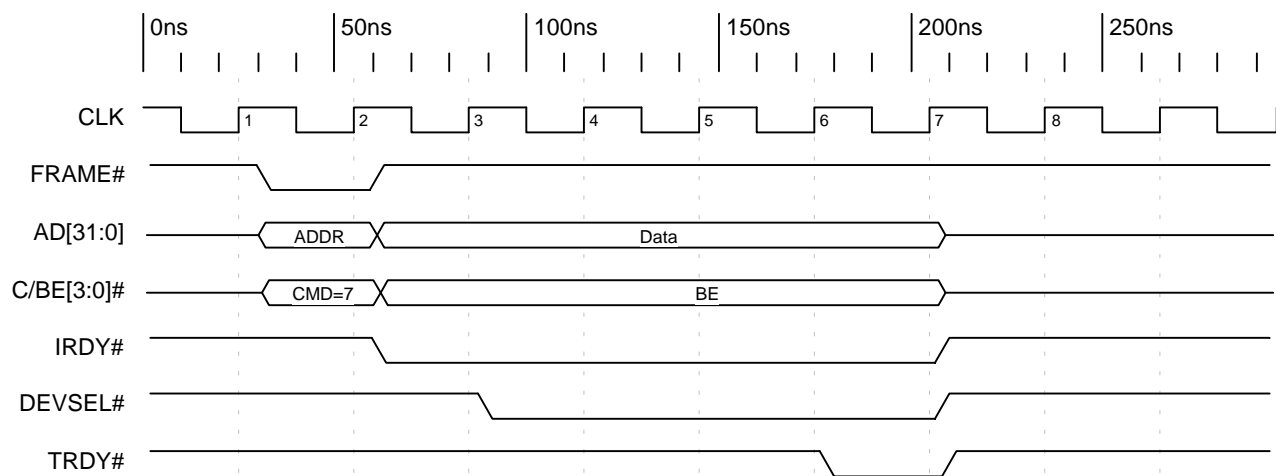 0ns 50ns 100ns 150ns 200ns 250ns
CLK 1 2 3 4 5 6 7 8
FRAME#
AD[31:0] ADDR Data
C/BE[3:0]# CMD=7 BE
IRDY#
DEVSEL#
TRDY#